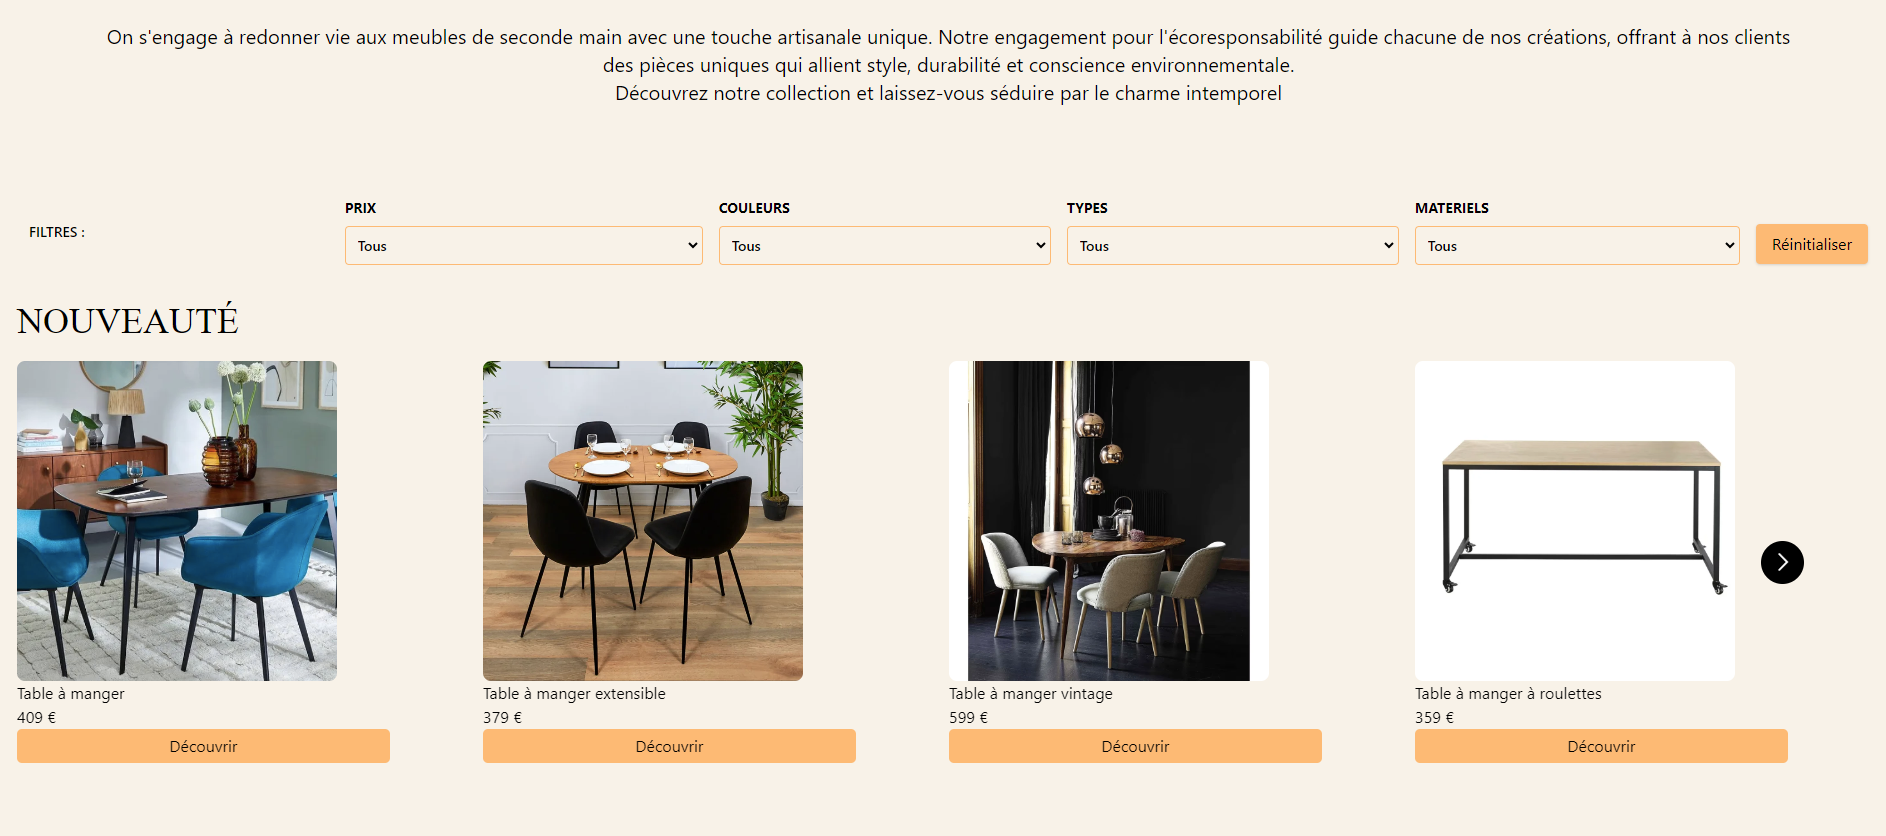 On s'engage à redonner vie aux meubles de seconde main avec une touche artisanale unique. Notre engagement pour l'écoresponsabilité guide chacune de nos créations, offrant à nos clients
des pièces uniques qui allient style, durabilité et conscience environnementale.
Découvrez notre collection et laissez-vous séduire par le charme intemporel
FILTRES :
PRIX
Tous
COULEURS
Tous
TYPES
Tous
MATERIELS
Tous
Réinitialiser
NOUVEAUTÉ
Table à manger
409 €
Découvrir
Table à manger extensible
379 €
Découvrir
Table à manger vintage
599 €
Découvrir
Table à manger à roulettes
359 €
Découvrir